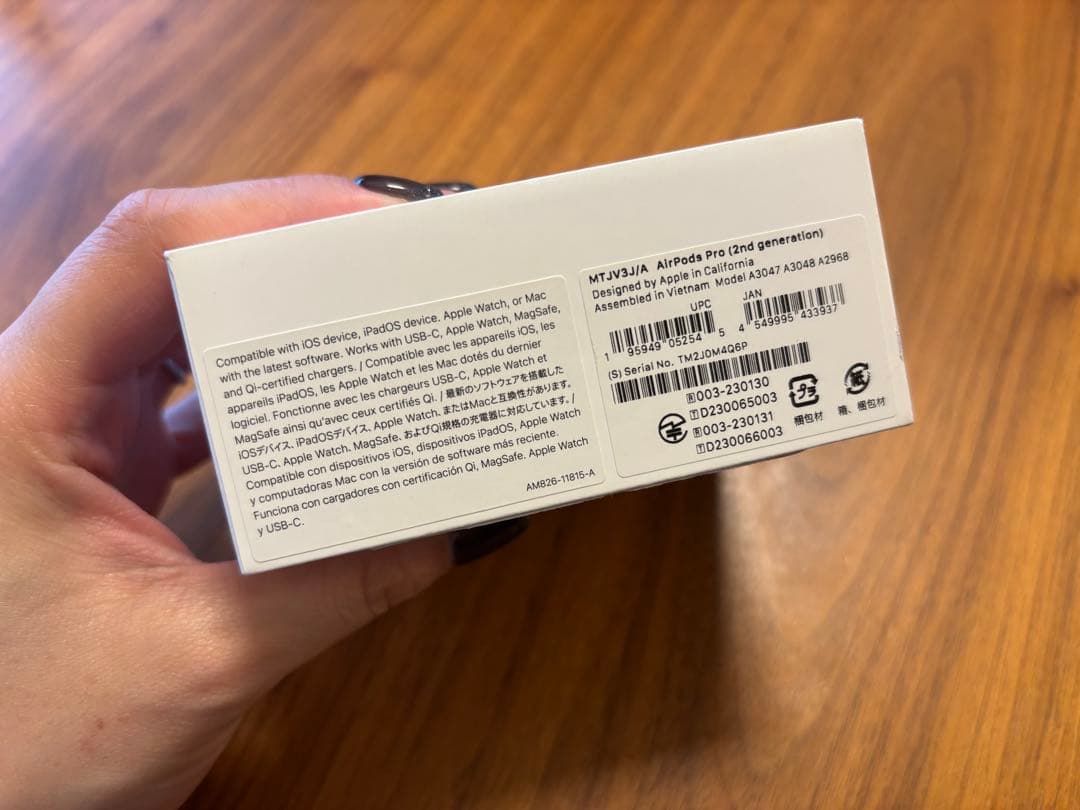 Compatible with iOS device, iPadOS device, Apple Watch, or Mac
with the latest software. Works with USB-C, Apple Watch, MagSafe,
and Qi-certified chargers. / Compatible avec les appareils iOS, les
appareils iPadOS, les Apple Watch et les Mac dotés du dernier
logiciel. Fonctionne avec les chargeurs USB-C, Apple Watch et
MagSafe ainsi qu'avec ceux certifiés Qi. / 最新のソフトウェアを搭載した
iOSデバイス、iPadOSデバイス、Apple Watch、またはMacと互換性があります。
USB-C、Apple Watch、MagSafe、およびQi規格の充電器に対応しています。/
Compatible con dispositivos iOS, dispositivos iPadOS, Apple Watch
y computadoras Mac con la versión de software más reciente.
Funciona con cargadores con certificación Qi, MagSafe, Apple Watch
y USB-C.
AM826-11815-A
MTJV3J/A AirPods Pro (2nd generation)
Designed by Apple in California
Assembled in Vietnam Model A3047 A3048 A2968
UPC
1 95949 05254 5
JAN
4 549995 433937
(S) Serial No. TM2J0M4Q6P
R 003-230130
T D230065003
R 003-230131
T D230066003
プラ
梱包材
紙
箱、梱包材